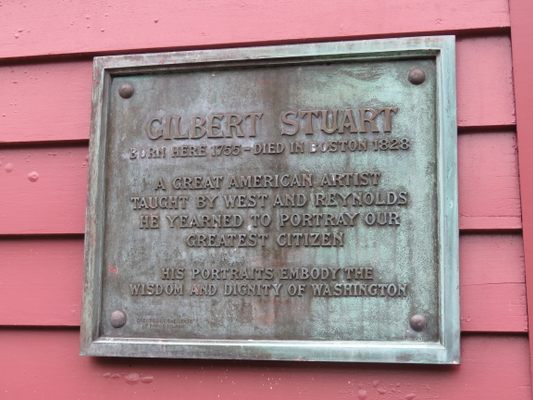 GILBERT STUART
BORN HERE 1755 – DIED IN BOSTON 1828
A GREAT AMERICAN ARTIST
TAUGHT BY WEST AND REYNOLDS
HE YEARNED TO PORTRAY OUR
GREATEST CITIZEN
HIS PORTRAITS EMBODY THE
WISDOM AND DIGNITY OF WASHINGTON